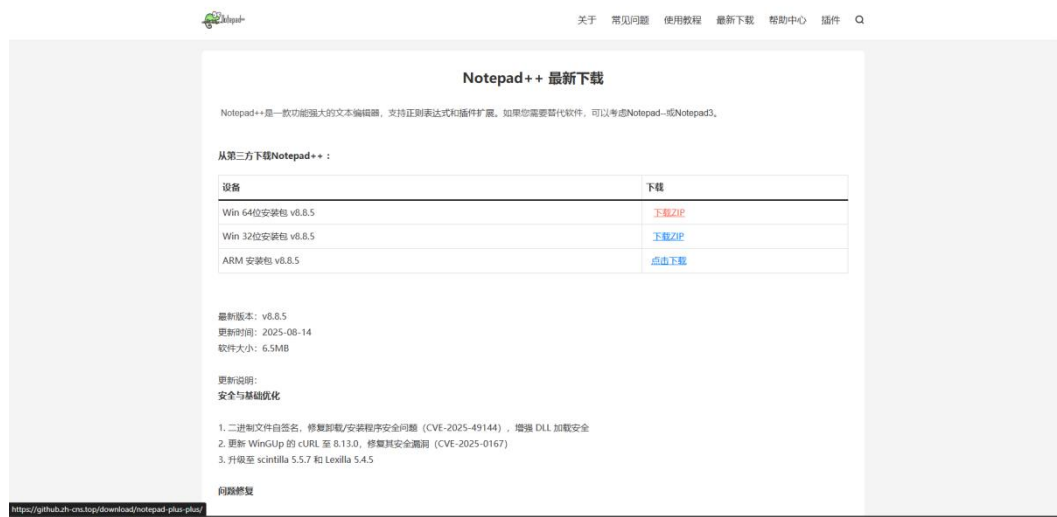 Notepad++
关于 常见问题 使用教程 最新下载 帮助中心 插件
Notepad++ 最新下载
Notepad++是一款功能强大的文本编辑器，支持正则表达式和插件扩展。如果您需要替代软件，可以考虑Notepad--或Notepad3。
从第三方下载Notepad++：
设备 下载
Win 64位安装包 v8.8.5 下载ZIP
Win 32位安装包 v8.8.5 下载ZIP
ARM 安装包 v8.8.5 点击下载
最新版本：v8.8.5
更新时间：2025-08-14
软件大小：6.5MB
更新说明：
安全与基础优化
1. 二进制文件自签名，修复卸载/安装程序安全问题（CVE-2025-49144），增强 DLL 加载安全
2. 更新 WinGUp 的 cURL 至 8.13.0，修复其安全漏洞（CVE-2025-0167）
3. 升级至 scintilla 5.5.7 和 Lexilla 5.4.5
问题修复
https://github.zh-cns.top/download/notepad-plus-plus/